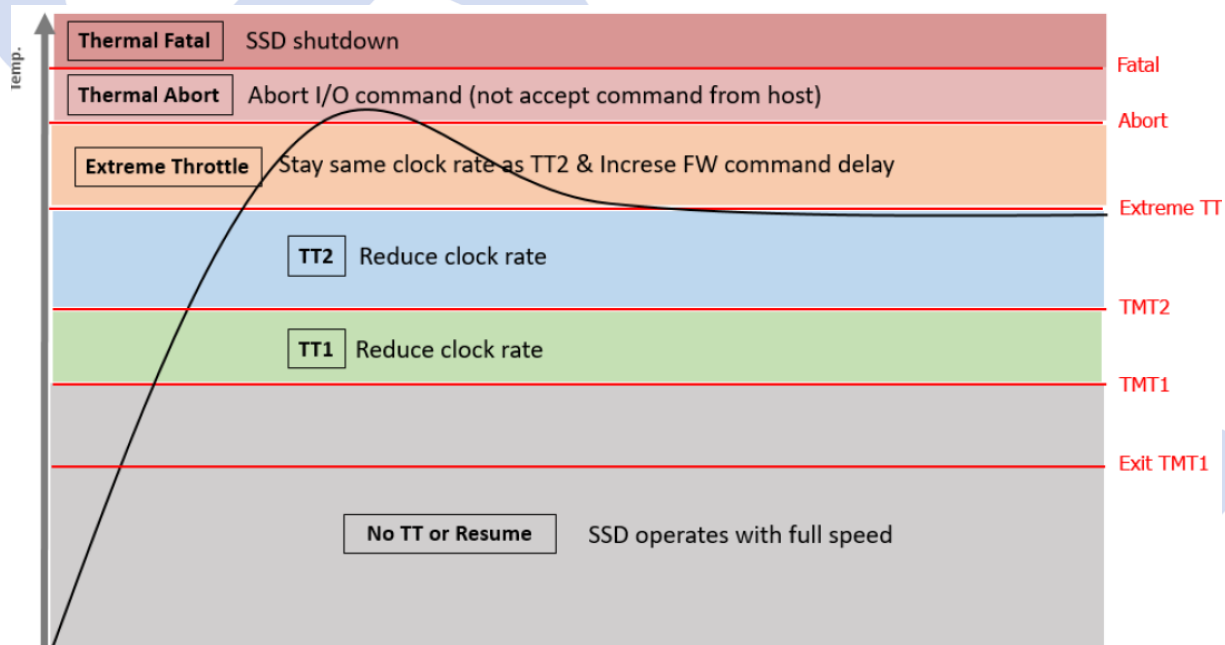 Temp.
Thermal Fatal SSD shutdown
Fatal
Thermal Abort Abort I/O command (not accept command from host)
Abort
Extreme Throttle Stay same clock rate as TT2 & Increse FW command delay
Extreme TT
TT2 Reduce clock rate
TMT2
TT1 Reduce clock rate
TMT1
Exit TMT1
No TT or Resume SSD operates with full speed